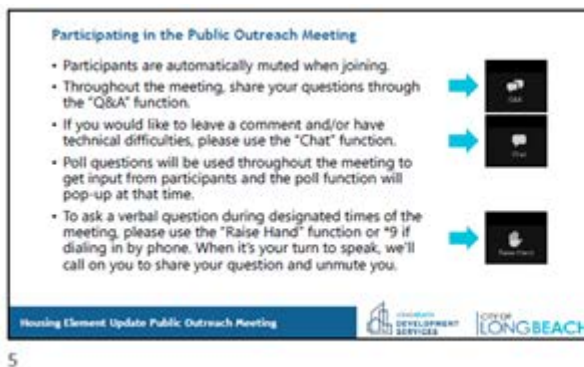 Participating in the Public Outreach Meeting
• Participants are automatically muted when joining.
• Throughout the meeting, share your questions through
the "Q&A" function.
Q&A
• If you would like to leave a comment and/or have
technical difficulties, please use the "Chat" function.
Chat
• Poll questions will be used throughout the meeting to
get input from participants and the poll function will
pop-up at that time.
• To ask a verbal question during designated times of the
meeting, please use the "Raise Hand" function or *9 if
dialing in by phone. When it's your turn to speak, we'll
call on you to share your question and unmute you.
Raise Hand
Housing Element Update Public Outreach Meeting
LONG BEACH
DEVELOPMENT
SERVICES
CITY OF
LONGBEACH
5